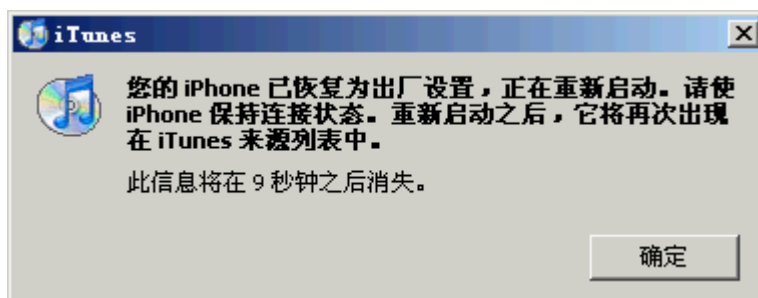 iTunes
您的 iPhone 已恢复为出厂设置，正在重新启动。请使
iPhone 保持连接状态。重新启动之后，它将再次出现
在 iTunes 来源列表中。
此信息将在 9 秒钟之后消失。
确定